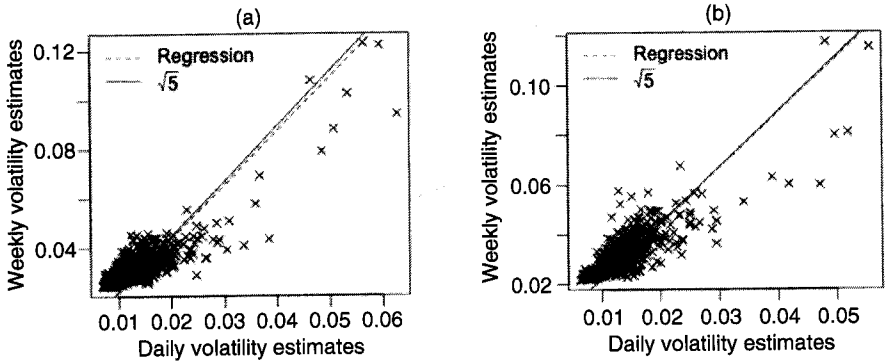 (a)
Weekly volatility estimates
0.12
0.08
0.04
Regression
√5
0.01 0.02 0.03 0.04 0.05 0.06
Daily volatility estimates
(b)
Weekly volatility estimates
0.10
0.06
0.02
Regression
√5
0.01 0.02 0.03 0.04 0.05
Daily volatility estimates